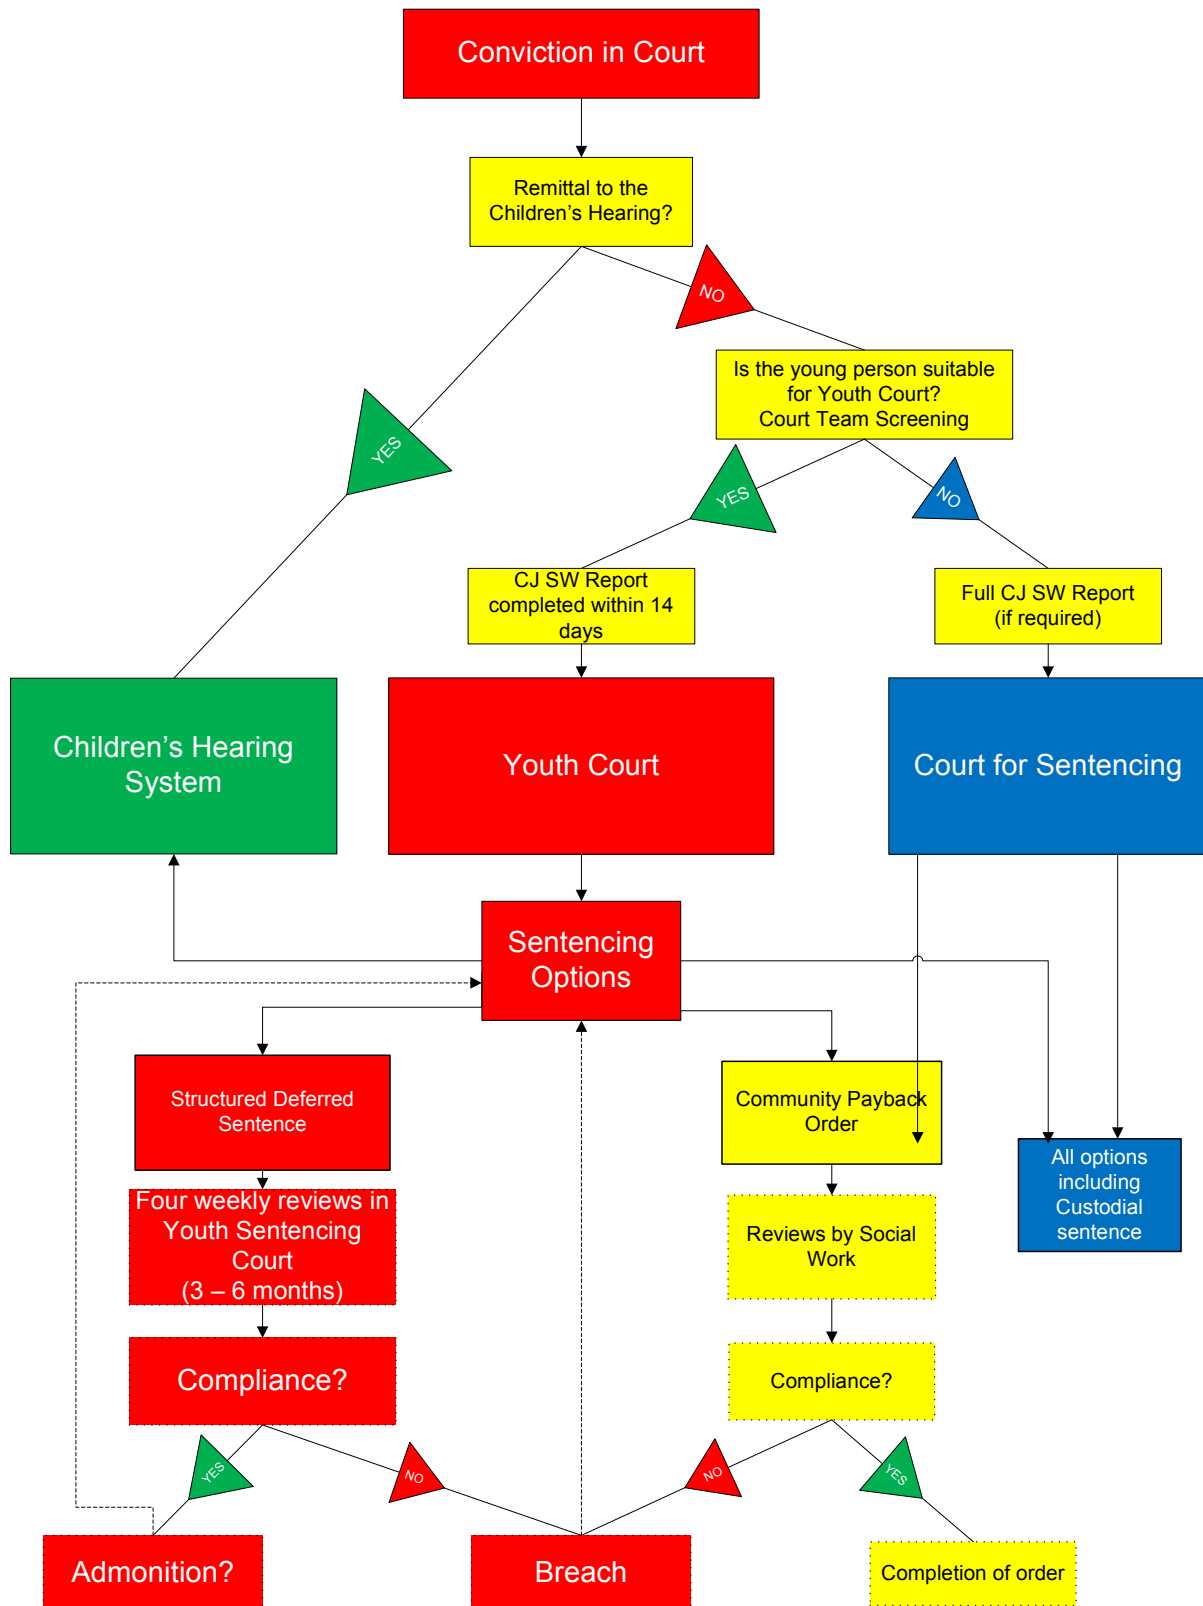 Conviction in Court
Remittal to the
Children’s Hearing?
NO
Is the young person suitable
for Youth Court?
Court Team Screening
YES
YES
NO
CJ SW Report
completed within 14
days
Full CJ SW Report
(if required)
Children’s Hearing
System
Youth Court
Court for Sentencing
Sentencing
Options
Structured Deferred
Sentence
Community Payback
Order
All options
including
Custodial
sentence
Four weekly reviews in
Youth Sentencing
Court
(3 – 6 months)
Reviews by Social
Work
Compliance?
Compliance?
YES
NO
NO
YES
Admonition?
Breach
Completion of order